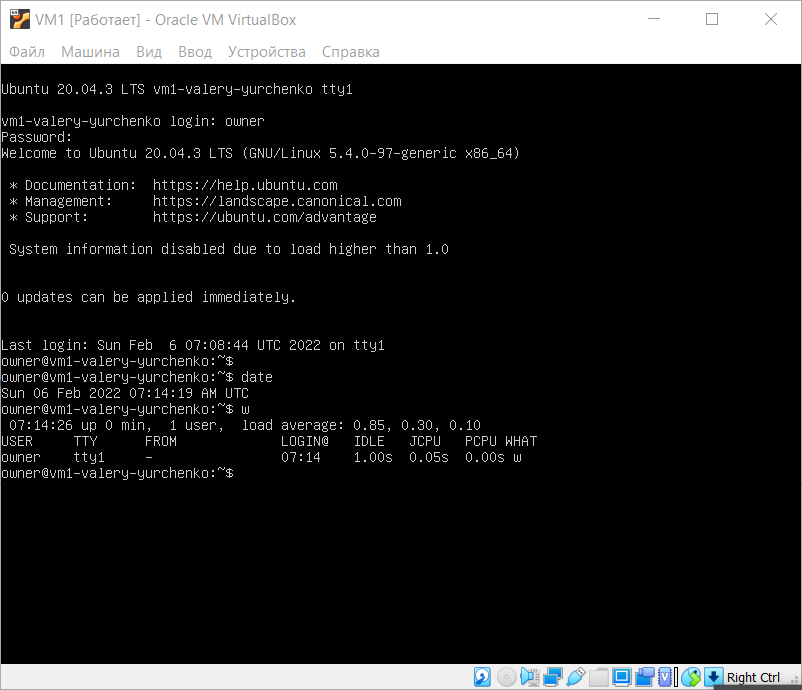 VM1 [Работает] - Oracle VM VirtualBox
Файл Машина Вид Ввод Устройства Справка
Ubuntu 20.04.3 LTS vm1-valery-yurchenko tty1
vm1-valery-yurchenko login: owner
Password:
Welcome to Ubuntu 20.04.3 LTS (GNU/Linux 5.4.0-97-generic x86_64)
* Documentation:  https://help.ubuntu.com
* Management:     https://landscape.canonical.com
* Support:        https://ubuntu.com/advantage
System information disabled due to load higher than 1.0
0 updates can be applied immediately.
Last login: Sun Feb  6 07:08:44 UTC 2022 on tty1
owner@vm1-valery-yurchenko:~$
owner@vm1-valery-yurchenko:~$ date
Sun 06 Feb 2022 07:14:19 AM UTC
owner@vm1-valery-yurchenko:~$ w
07:14:26 up 0 min,  1 user,  load average: 0.85, 0.30, 0.10
USER     TTY      FROM             LOGIN@   IDLE   JCPU   PCPU WHAT
owner    tty1     -                07:14    1.00s  0.05s  0.00s w
owner@vm1-valery-yurchenko:~$
Right Ctrl